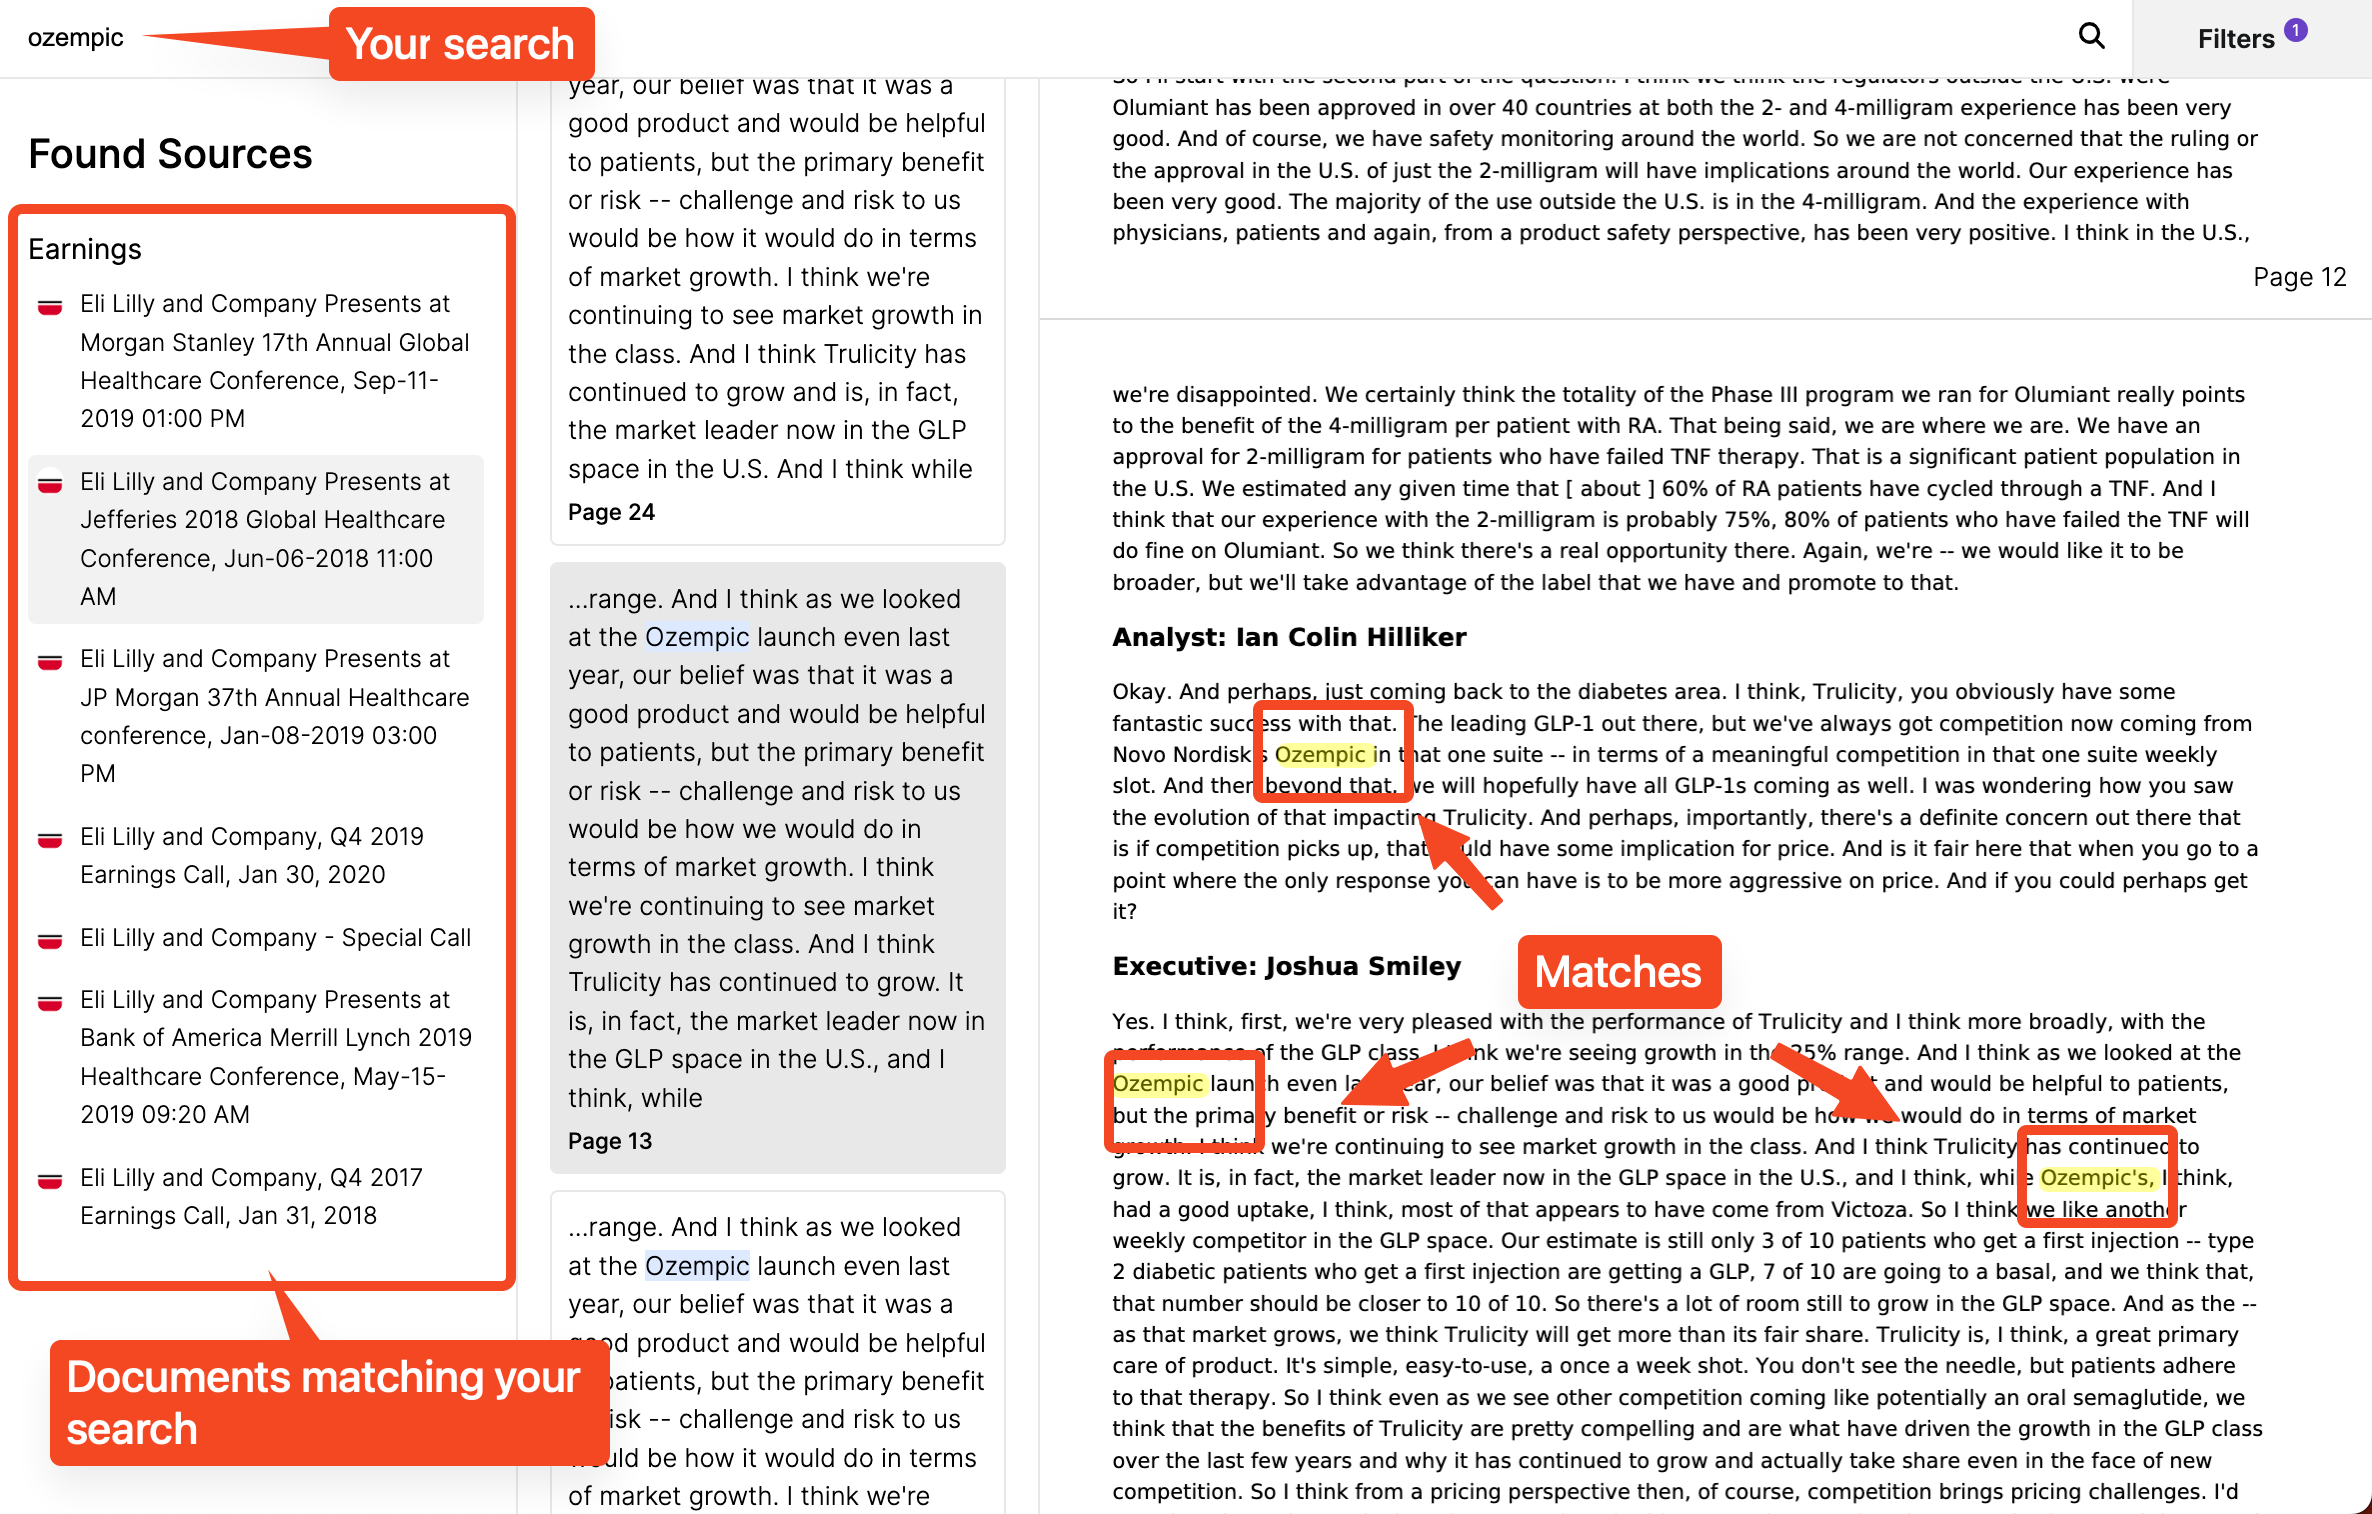 ozempic
Your search
Filters
1
Found Sources
Earnings
Eli Lilly and Company Presents at
Morgan Stanley 17th Annual Global
Healthcare Conference, Sep-11-
2019 01:00 PM
Eli Lilly and Company Presents at
Jefferies 2018 Global Healthcare
Conference, Jun-06-2018 11:00
AM
Eli Lilly and Company Presents at
JP Morgan 37th Annual Healthcare
conference, Jan-08-2019 03:00
PM
Eli Lilly and Company, Q4 2019
Earnings Call, Jan 30, 2020
Eli Lilly and Company - Special Call
Eli Lilly and Company Presents at
Bank of America Merrill Lynch 2019
Healthcare Conference, May-15-
2019 09:20 AM
Eli Lilly and Company, Q4 2017
Earnings Call, Jan 31, 2018
Documents matching your
search
year, our belief was that it was a
good product and would be helpful
to patients, but the primary benefit
or risk -- challenge and risk to us
would be how it would do in terms
of market growth. I think we're
continuing to see market growth in
the class. And I think Trulicity has
continued to grow and is, in fact,
the market leader now in the GLP
space in the U.S. And I think while
Page 24
...range. And I think as we looked
at the Ozempic launch even last
year, our belief was that it was a
good product and would be helpful
to patients, but the primary benefit
or risk -- challenge and risk to us
would be how we would do in
terms of market growth. I think
we're continuing to see market
growth in the class. And I think
Trulicity has continued to grow. It
is, in fact, the market leader now in
the GLP space in the U.S., and I
think, while
Page 13
...range. And I think as we looked
at the Ozempic launch even last
year, our belief was that it was a
good product and would be helpful
patients, but the primary benefit
risk -- challenge and risk to us
would be how it would do in terms
of market growth. I think we're
So I'll start with the second part of the question. I think we think the regulators outside the U.S. were
Olumiant has been approved in over 40 countries at both the 2- and 4-milligram experience has been very
good. And of course, we have safety monitoring around the world. So we are not concerned that the ruling or
the approval in the U.S. of just the 2-milligram will have implications around the world. Our experience has
been very good. The majority of the use outside the U.S. is in the 4-milligram. And the experience with
physicians, patients and again, from a product safety perspective, has been very positive. I think in the U.S.,
Page 12
we're disappointed. We certainly think the totality of the Phase III program we ran for Olumiant really points
to the benefit of the 4-milligram per patient with RA. That being said, we are where we are. We have an
approval for 2-milligram for patients who have failed TNF therapy. That is a significant patient population in
the U.S. We estimated any given time that [ about ] 60% of RA patients have cycled through a TNF. And I
think that our experience with the 2-milligram is probably 75%, 80% of patients who have failed the TNF will
do fine on Olumiant. So we think there's a real opportunity there. Again, we're -- we would like it to be
broader, but we'll take advantage of the label that we have and promote to that.
Analyst: Ian Colin Hilliker
Okay. And perhaps, just coming back to the diabetes area. I think, Trulicity, you obviously have some
fantastic success with that. The leading GLP-1 out there, but we've always got competition now coming from
Novo Nordisk's Ozempic in that one suite -- in terms of a meaningful competition in that one suite weekly
slot. And then beyond that, we will hopefully have all GLP-1s coming as well. I was wondering how you saw
the evolution of that impacting Trulicity. And perhaps, importantly, there's a definite concern out there that
is if competition picks up, that could have some implication for price. And is it fair here that when you go to a
point where the only response you can have is to be more aggressive on price. And if you could perhaps get
it?
Executive: Joshua Smiley
Matches
Yes. I think, first, we're very pleased with the performance of Trulicity and I think more broadly, with the
performance of the GLP class. I think we're seeing growth in the 25% range. And I think as we looked at the
Ozempic launch even last year, our belief was that it was a good product and would be helpful to patients,
but the primary benefit or risk -- challenge and risk to us would be how we would do in terms of market
growth. I think we're continuing to see market growth in the class. And I think Trulicity has continued to
grow. It is, in fact, the market leader now in the GLP space in the U.S., and I think, while Ozempic's, I think,
had a good uptake, I think, most of that appears to have come from Victoza. So I think we like another
weekly competitor in the GLP space. Our estimate is still only 3 of 10 patients who get a first injection -- type
2 diabetic patients who get a first injection are getting a GLP, 7 of 10 are going to a basal, and we think that,
that number should be closer to 10 of 10. So there's a lot of room still to grow in the GLP space. And as the --
as that market grows, we think Trulicity will get more than its fair share. Trulicity is, I think, a great primary
care of product. It's simple, easy-to-use, a once a week shot. You don't see the needle, but patients adhere
to that therapy. So I think even as we see other competition coming like potentially an oral semaglutide, we
think that the benefits of Trulicity are pretty compelling and are what have driven the growth in the GLP class
over the last few years and why it has continued to grow and actually take share even in the face of new
competition. So I think from a pricing perspective then, of course, competition brings pricing challenges. I'd